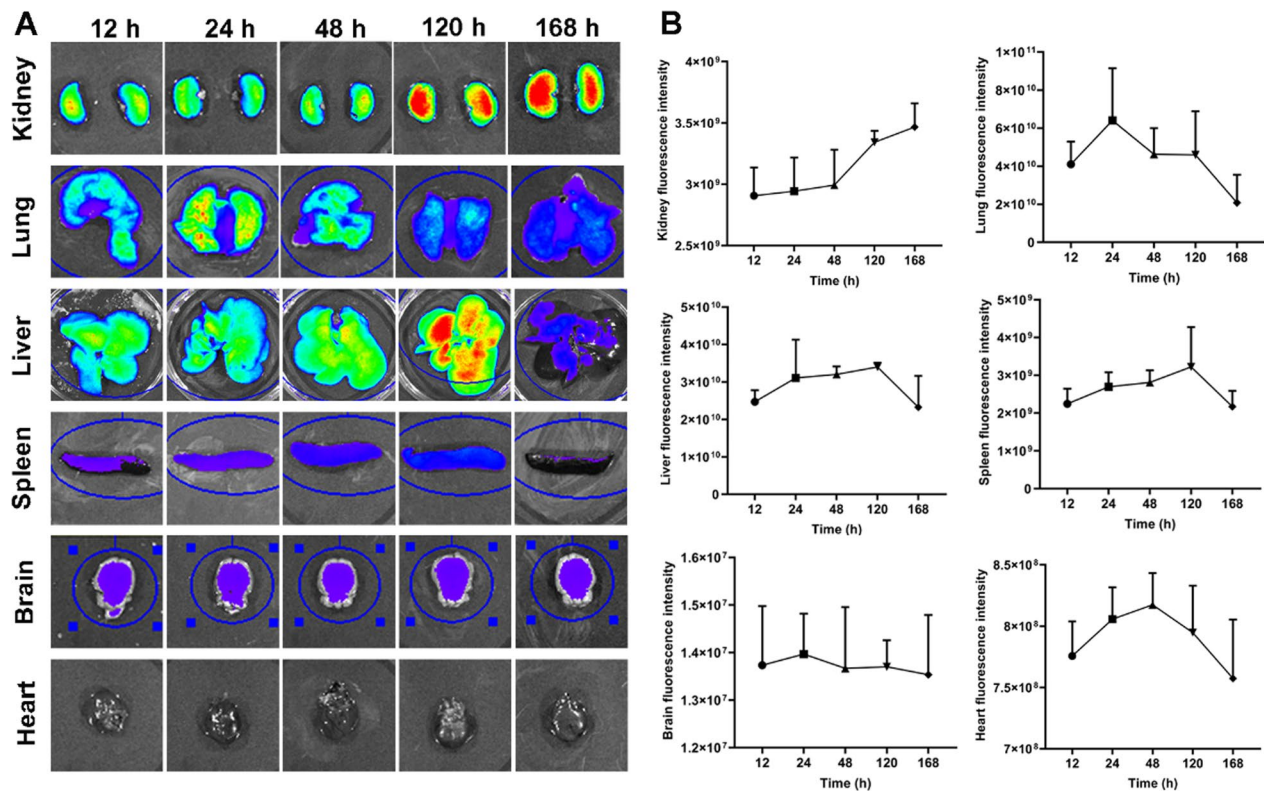 A
12 h 24 h 48 h 120 h 168 h
Kidney
Lung
Liver
Spleen
Brain
Heart
B
Kidney fluorescence intensity
4×10⁹
3.5×10⁹
3×10⁹
2.5×10⁹
12 24 48 120 168
Time (h)
Lung fluorescence intensity
1×10¹¹
8×10¹⁰
6×10¹⁰
4×10¹⁰
2×10¹⁰
0
12 24 48 120 168
Time (h)
Liver fluorescence intensity
5×10¹⁰
4×10¹⁰
3×10¹⁰
2×10¹⁰
1×10¹⁰
0
12 24 48 120 168
Time (h)
Spleen fluorescence intensity
5×10⁹
4×10⁹
3×10⁹
2×10⁹
1×10⁹
0
12 24 48 120 168
Time (h)
Brain fluorescence intensity
1.6×10⁷
1.5×10⁷
1.4×10⁷
1.3×10⁷
1.2×10⁷
12 24 48 120 168
Time (h)
Heart fluorescence intensity
8.5×10⁸
8×10⁸
7.5×10⁸
7×10⁸
12 24 48 120 168
Time (h)